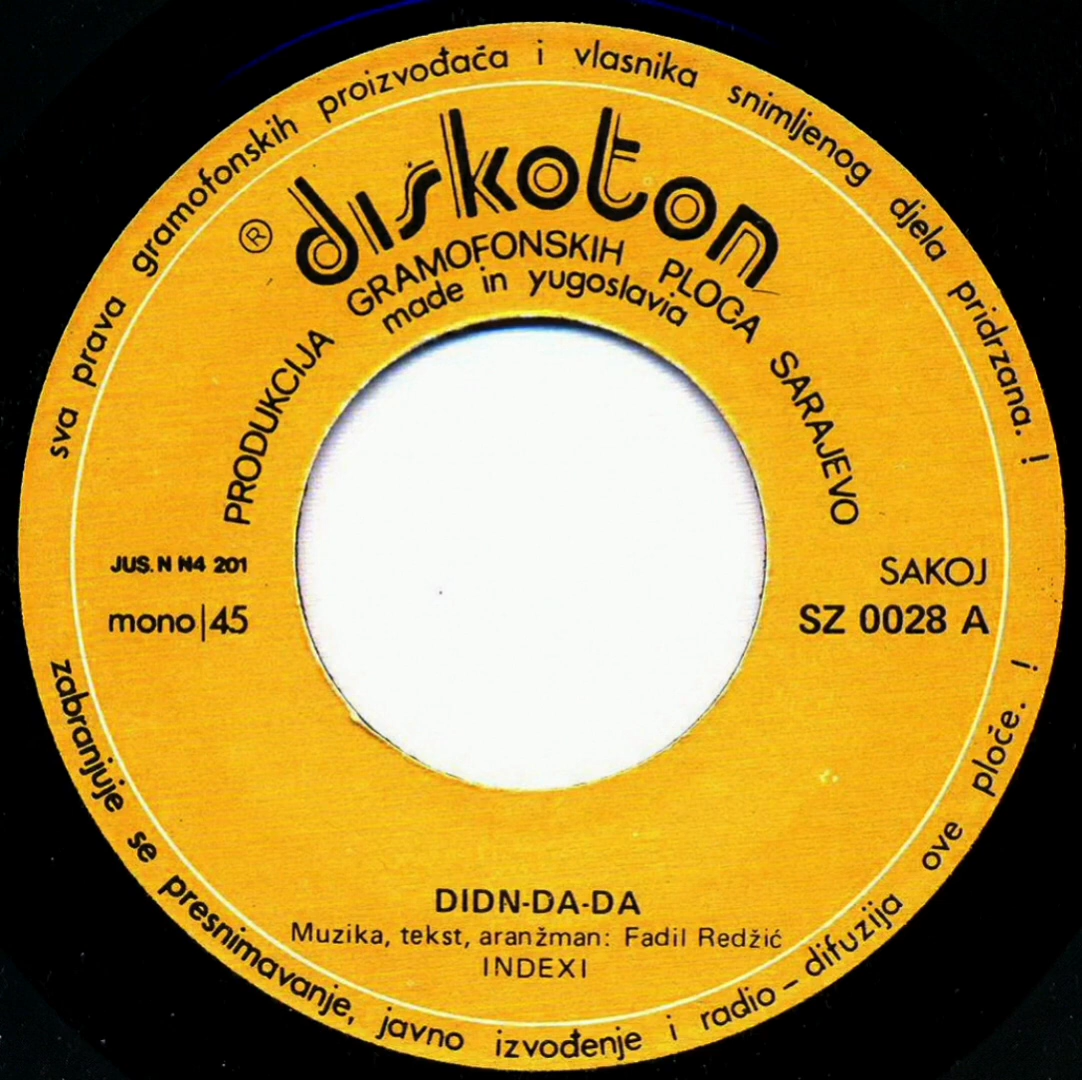 sva prava gramofonskih proizvođača i vlasnika snimljenog djela pridrzana. !
® diskoton
PRODUKCIJA GRAMOFONSKIH PLOCA SARAJEVO
made in yugoslavia
JUS. N N4 201
mono|45
SAKOJ
SZ 0028 A
DIDN-DA-DA
Muzika, tekst, aranžman: Fadil Redžić
INDEXI
zabranjuje se presnimavanje, javno izvođenje i radio – difuzija ove ploče. !